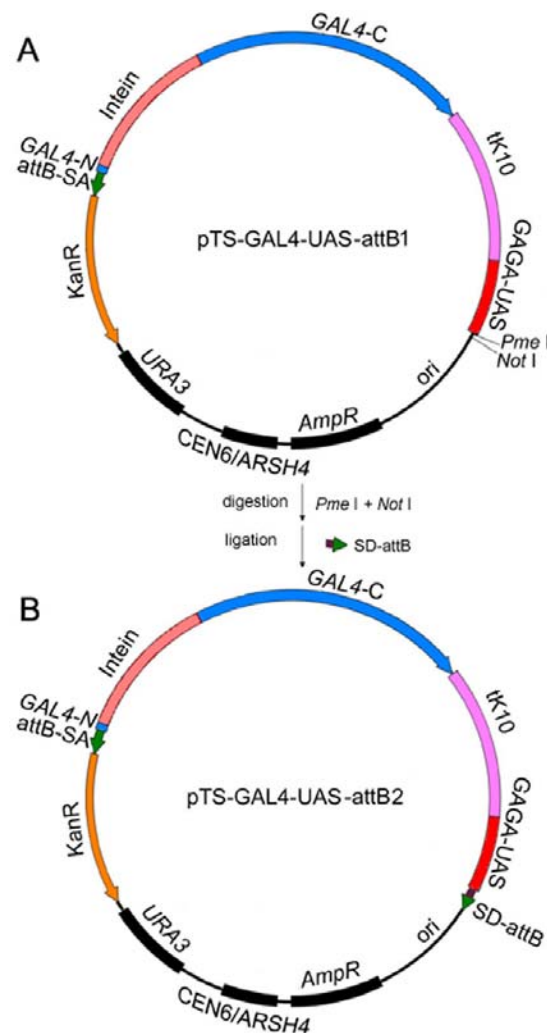 A
GAL4-C
Intein
tK10
GAL4-N
attB-SA
pTS-GAL4-UAS-attB1
KanR
GAGA-UAS
Pme I
Not I
URA3
ori
AmpR
CEN6/ARSH4
digestion
Pme I + Not I
ligation
SD-attB
B
GAL4-C
Intein
tK10
GAL4-N
attB-SA
pTS-GAL4-UAS-attB2
KanR
GAGA-UAS
SD-attB
URA3
ori
AmpR
CEN6/ARSH4